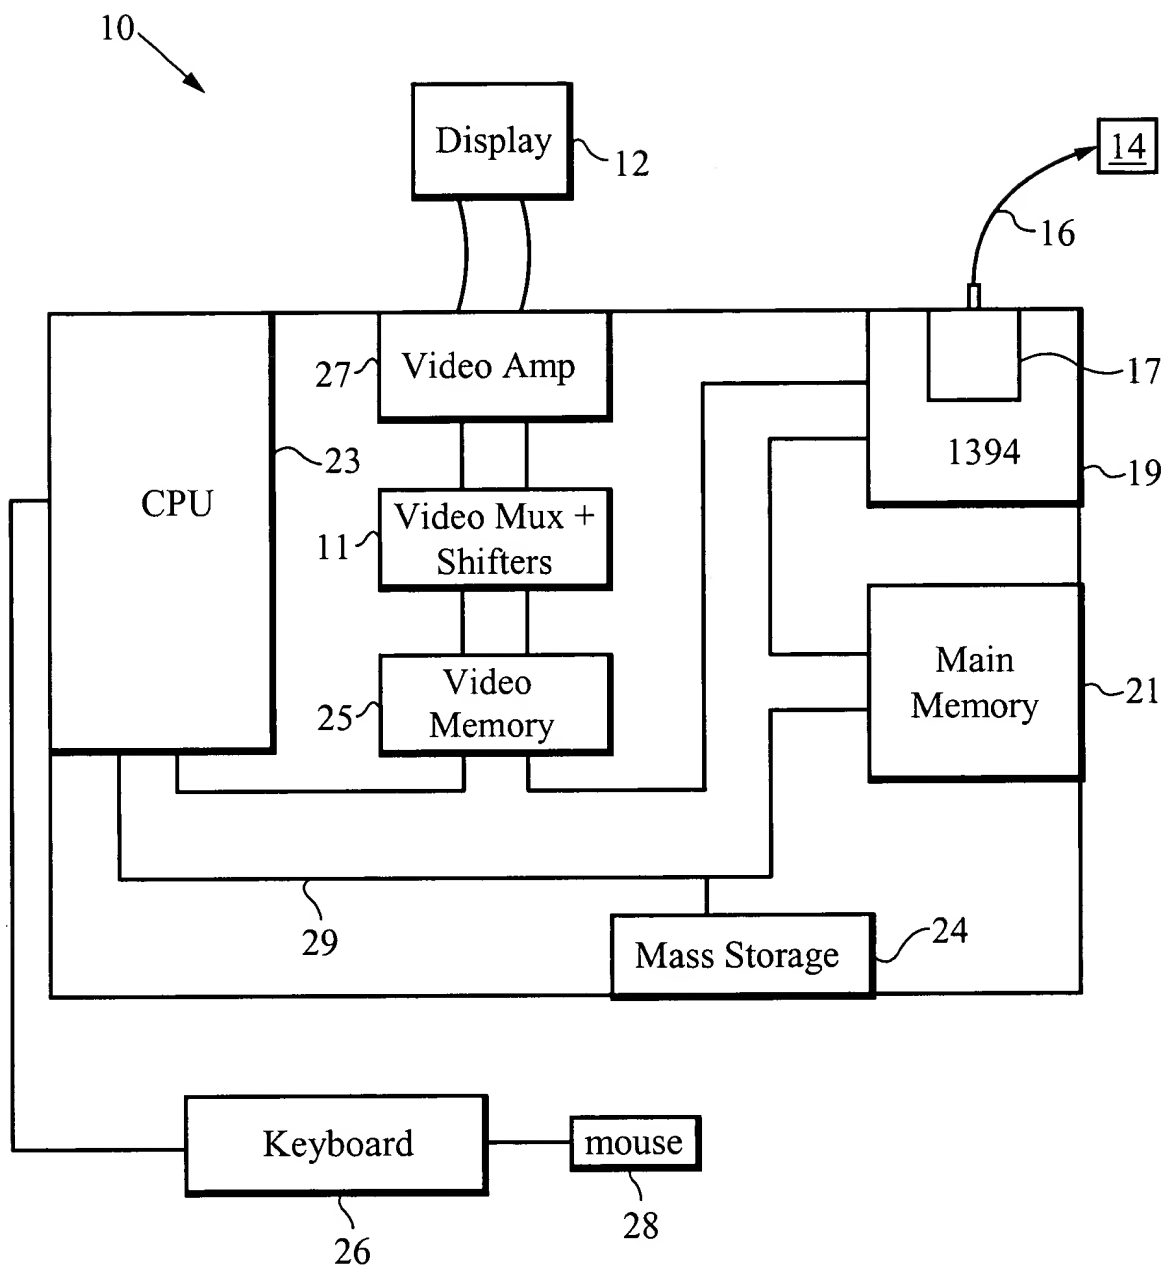 10
Display
12
14
16
27
Video Amp
17
23
1394
19
CPU
11
Video Mux +
Shifters
Main
Memory
21
25
Video
Memory
29
Mass Storage
24
Keyboard
mouse
26
28